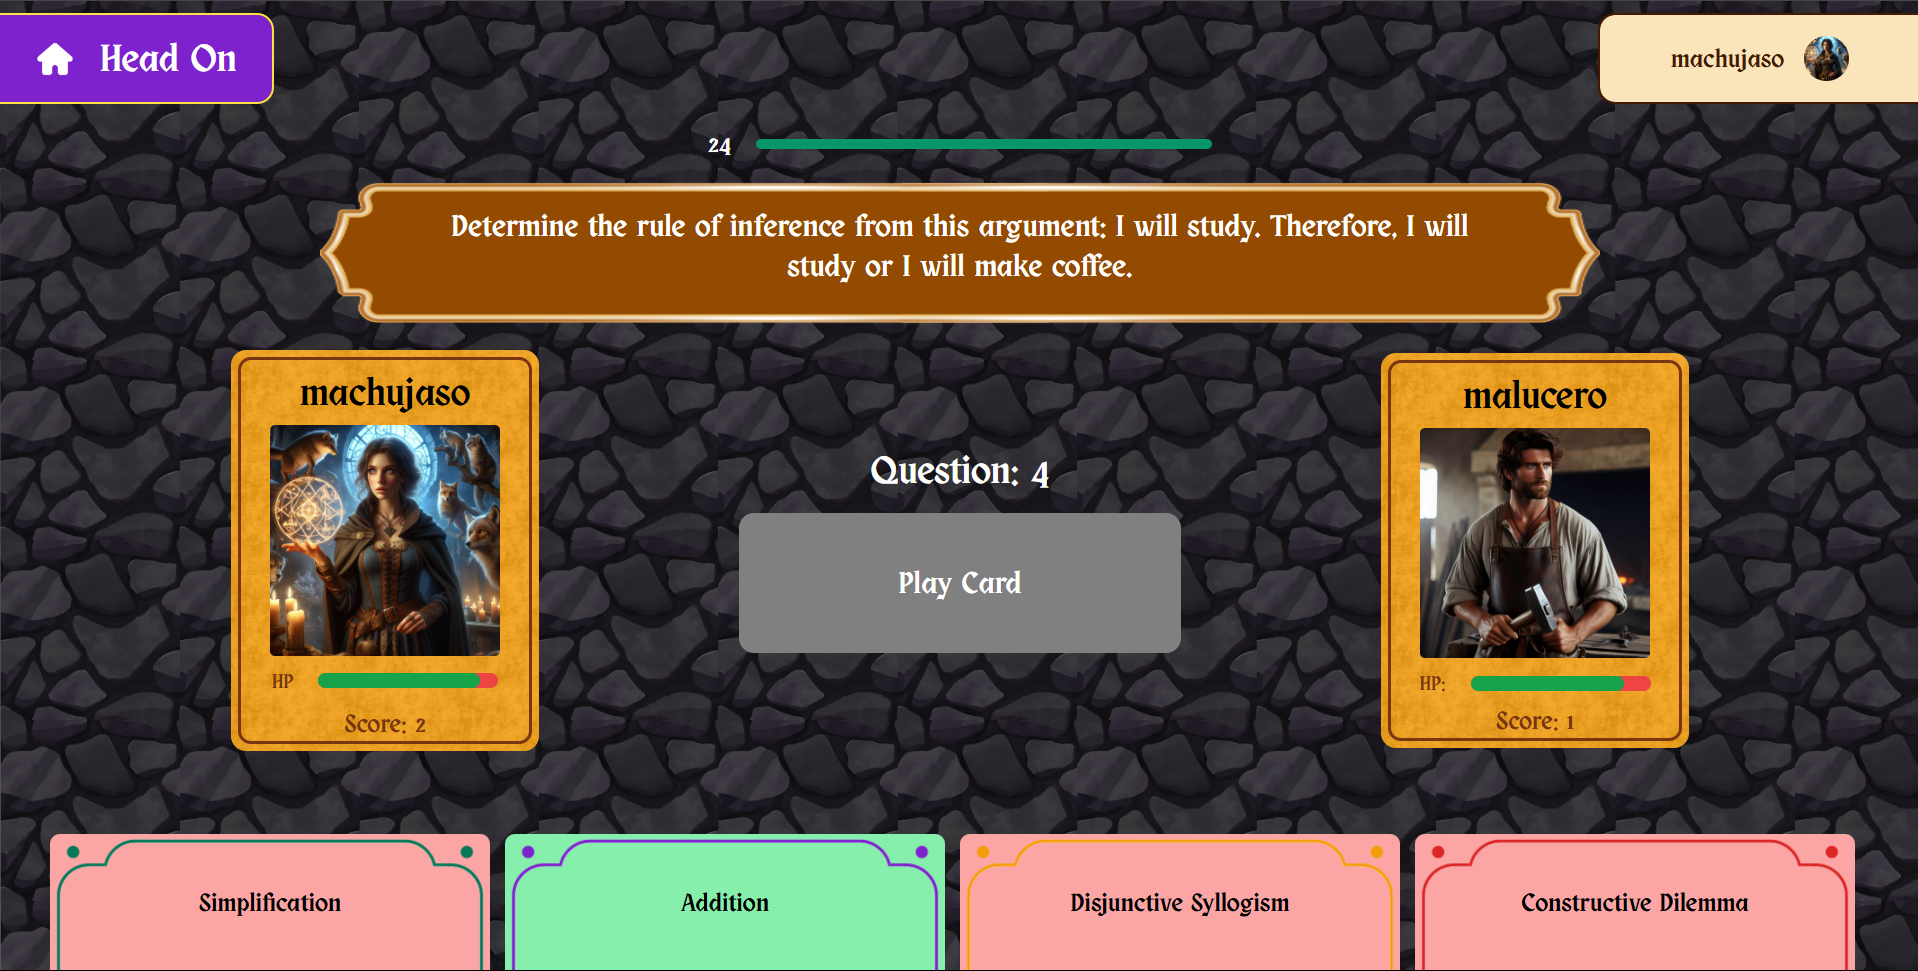 Head On
machujaso
24
Determine the rule of inference from this argument: I will study. Therefore, I will
study or I will make coffee.
machujaso
HP
Score: 2
Question: 4
Play Card
malucero
HP:
Score: 1
Simplification
Addition
Disjunctive Syllogism
Constructive Dilemma